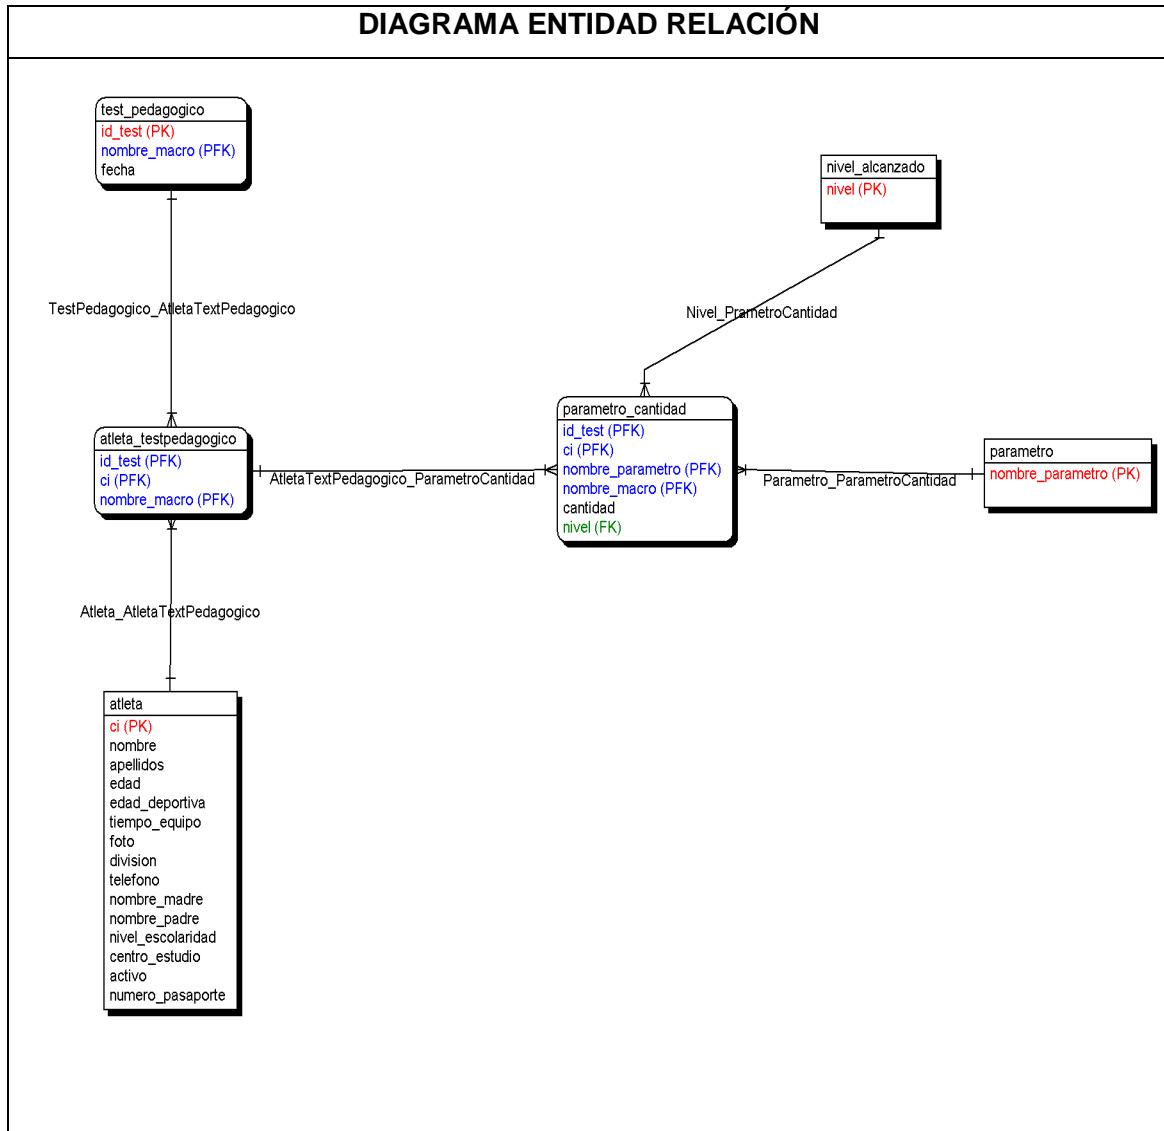 DIAGRAMA ENTIDAD RELACIÓN
test_pedagogico
id_test (PK)
nombre_macro (PFK)
fecha
nivel_alcanzado
nivel (PK)
TestPedagogico_AtletaTextPedagogico
Nivel_PrametroCantidad
atleta_testpedagogico
id_test (PFK)
ci (PFK)
nombre_macro (PFK)
AtletaTextPedagogico_ParametroCantidad
parametro_cantidad
id_test (PFK)
ci (PFK)
nombre_parametro (PFK)
nombre_macro (PFK)
cantidad
nivel (FK)
Parametro_ParametroCantidad
parametro
nombre_parametro (PK)
Atleta_AtletaTextPedagogico
atleta
ci (PK)
nombre
apellidos
edad
edad_deportiva
tiempo_equipo
foto
division
telefono
nombre_madre
nombre_padre
nivel_escolaridad
centro_estudio
activo
numero_pasaporte